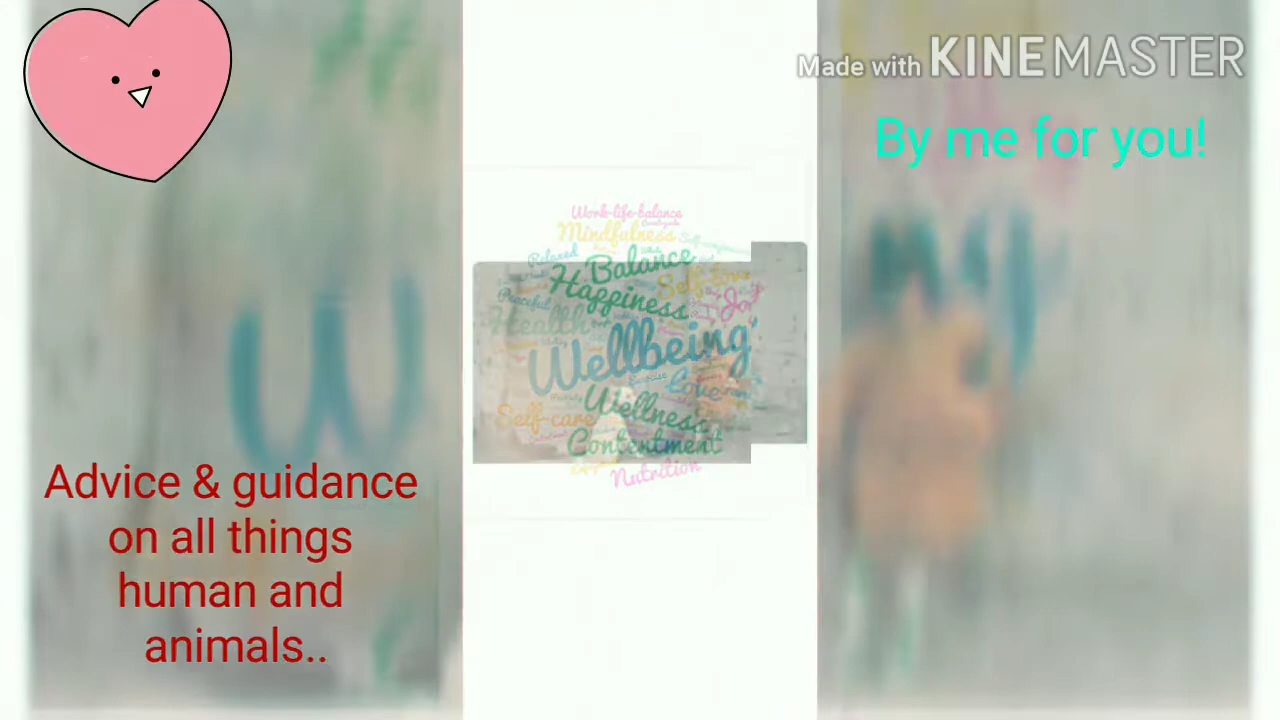 Made with KINEMASTER
By me for you!
Work-life-balance
Mindfulness
Relaxed
Balance
Self-love
Happiness
Peaceful
Joy
Health
Wellbeing
Exercise
Love
Wellness
Self-care
Contentment
Nutrition
Advice & guidance
on all things
human and
animals..